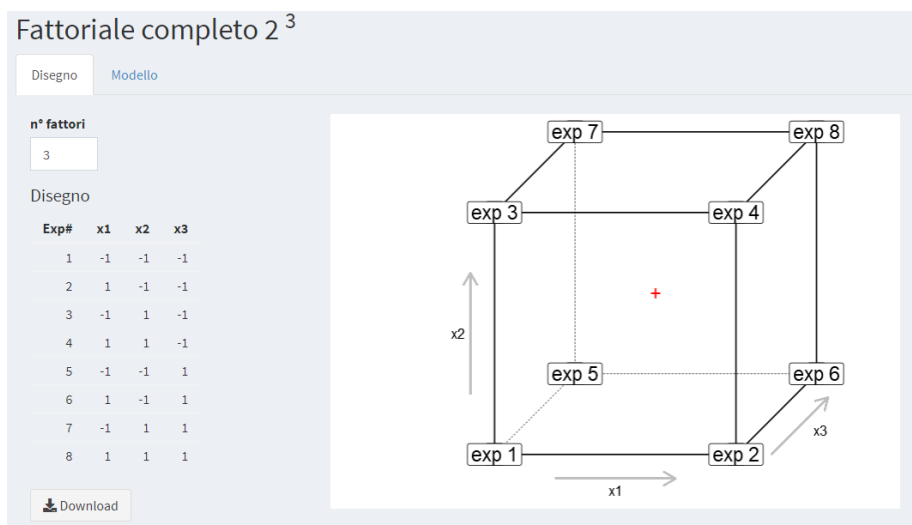 Fattoriale completo 2 ³
Disegno Modello
n° fattori
3
Disegno
Exp# x1 x2 x3
1 -1 -1 -1
2 1 -1 -1
3 -1 1 -1
4 1 1 -1
5 -1 -1 1
6 1 -1 1
7 -1 1 1
8 1 1 1
Download
exp 7 exp 8
exp 3 exp 4
+
x2
exp 5 exp 6
x3
exp 1 exp 2
x1